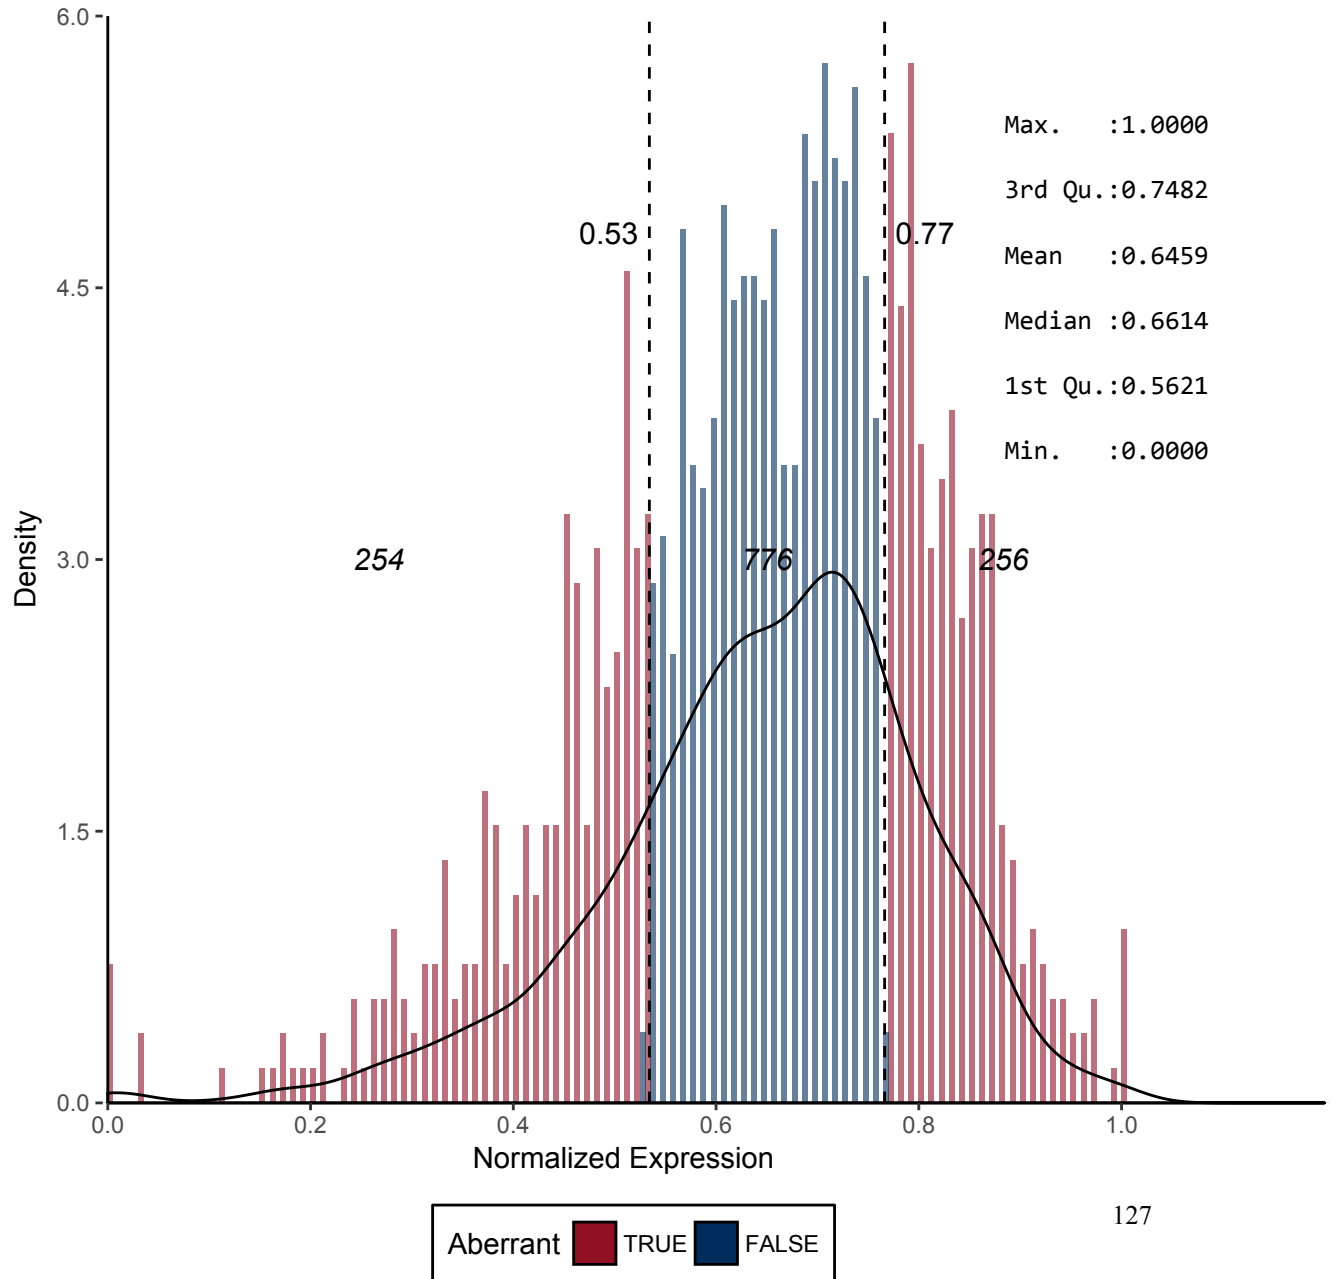 6.0
Max.   :1.0000
3rd Qu.:0.7482
0.53
0.77
Mean   :0.6459
4.5
Median :0.6614
1st Qu.:0.5621
Min.   :0.0000
Density
3.0
254
776
256
1.5
0.0
0.0 0.2 0.4 0.6 0.8 1.0
Normalized Expression
127
Aberrant TRUE FALSE